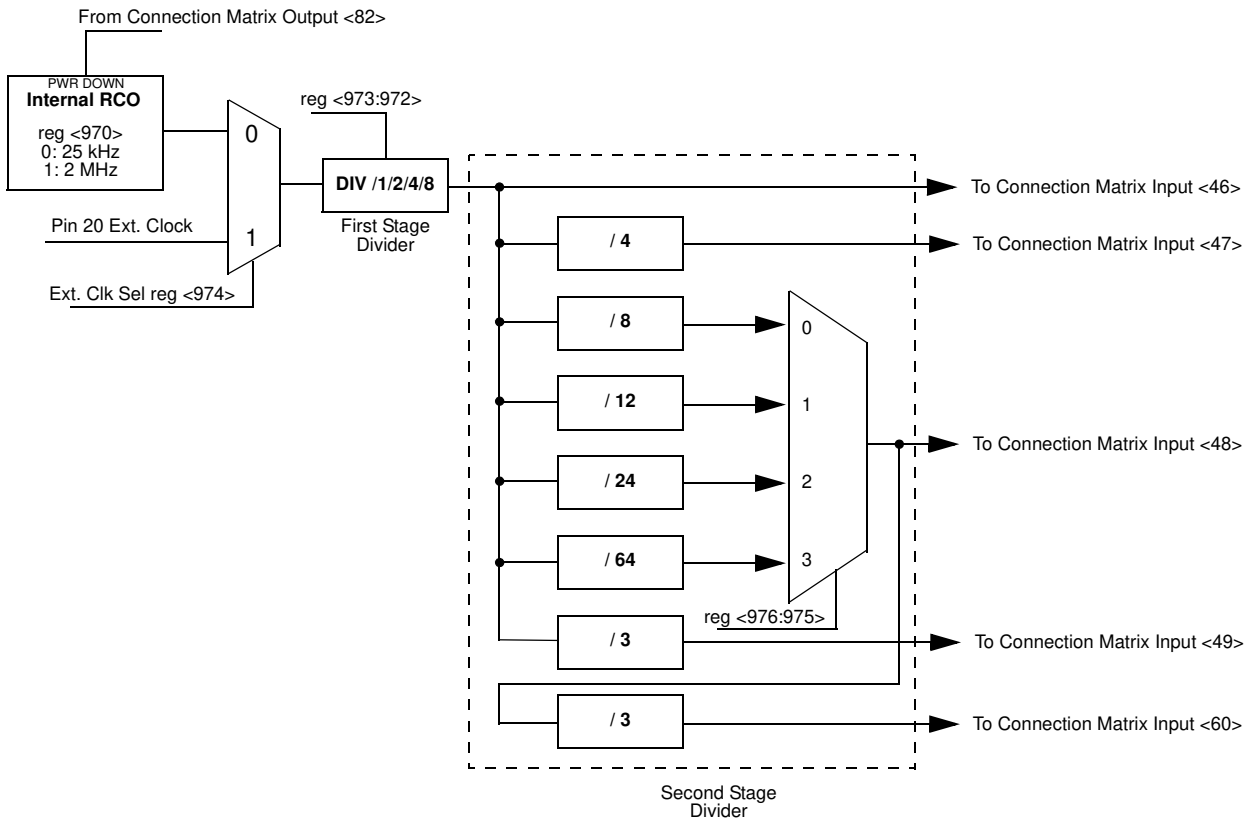 From Connection Matrix Output <82>
PWR DOWN
Internal RCO
reg <970>
0: 25 kHz
1: 2 MHz
0
1
Pin 20 Ext. Clock
Ext. Clk Sel reg <974>
reg <973:972>
DIV /1/2/4/8
First Stage
Divider
To Connection Matrix Input <46>
/ 4
To Connection Matrix Input <47>
/ 8
0
/ 12
1
To Connection Matrix Input <48>
/ 24
2
/ 64
3
reg <976:975>
/ 3
To Connection Matrix Input <49>
/ 3
To Connection Matrix Input <60>
Second Stage
Divider